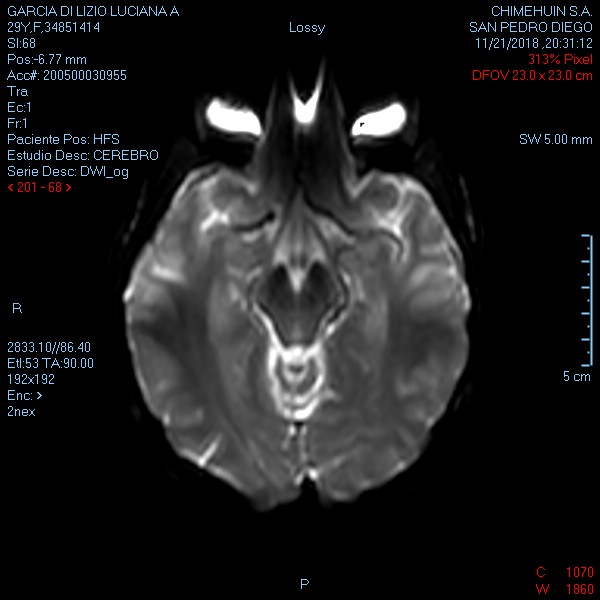 GARCIA DI LIZIO LUCIANA A
29Y,F,34851414
Sl:68
Pos:-6.77 mm
Acc#: 200500030955
Tra
Ec:1
Fr:1
Paciente Pos: HFS
Estudio Desc: CEREBRO
Serie Desc: DWI_og
< 201 - 68 >
Lossy
CHIMEHUIN S.A.
SAN PEDRO DIEGO
11/21/2018 ,20:31:12
313% Pixel
DFOV 23.0 x 23.0 cm
SW 5.00 mm
R
2833.10//86.40
Etl:53 TA:90.00
192x192
Enc: >
2nex
5 cm
P
C 1070
W 1860